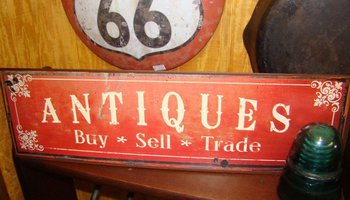 66
ANTIQUES
Buy * Sell * Trade